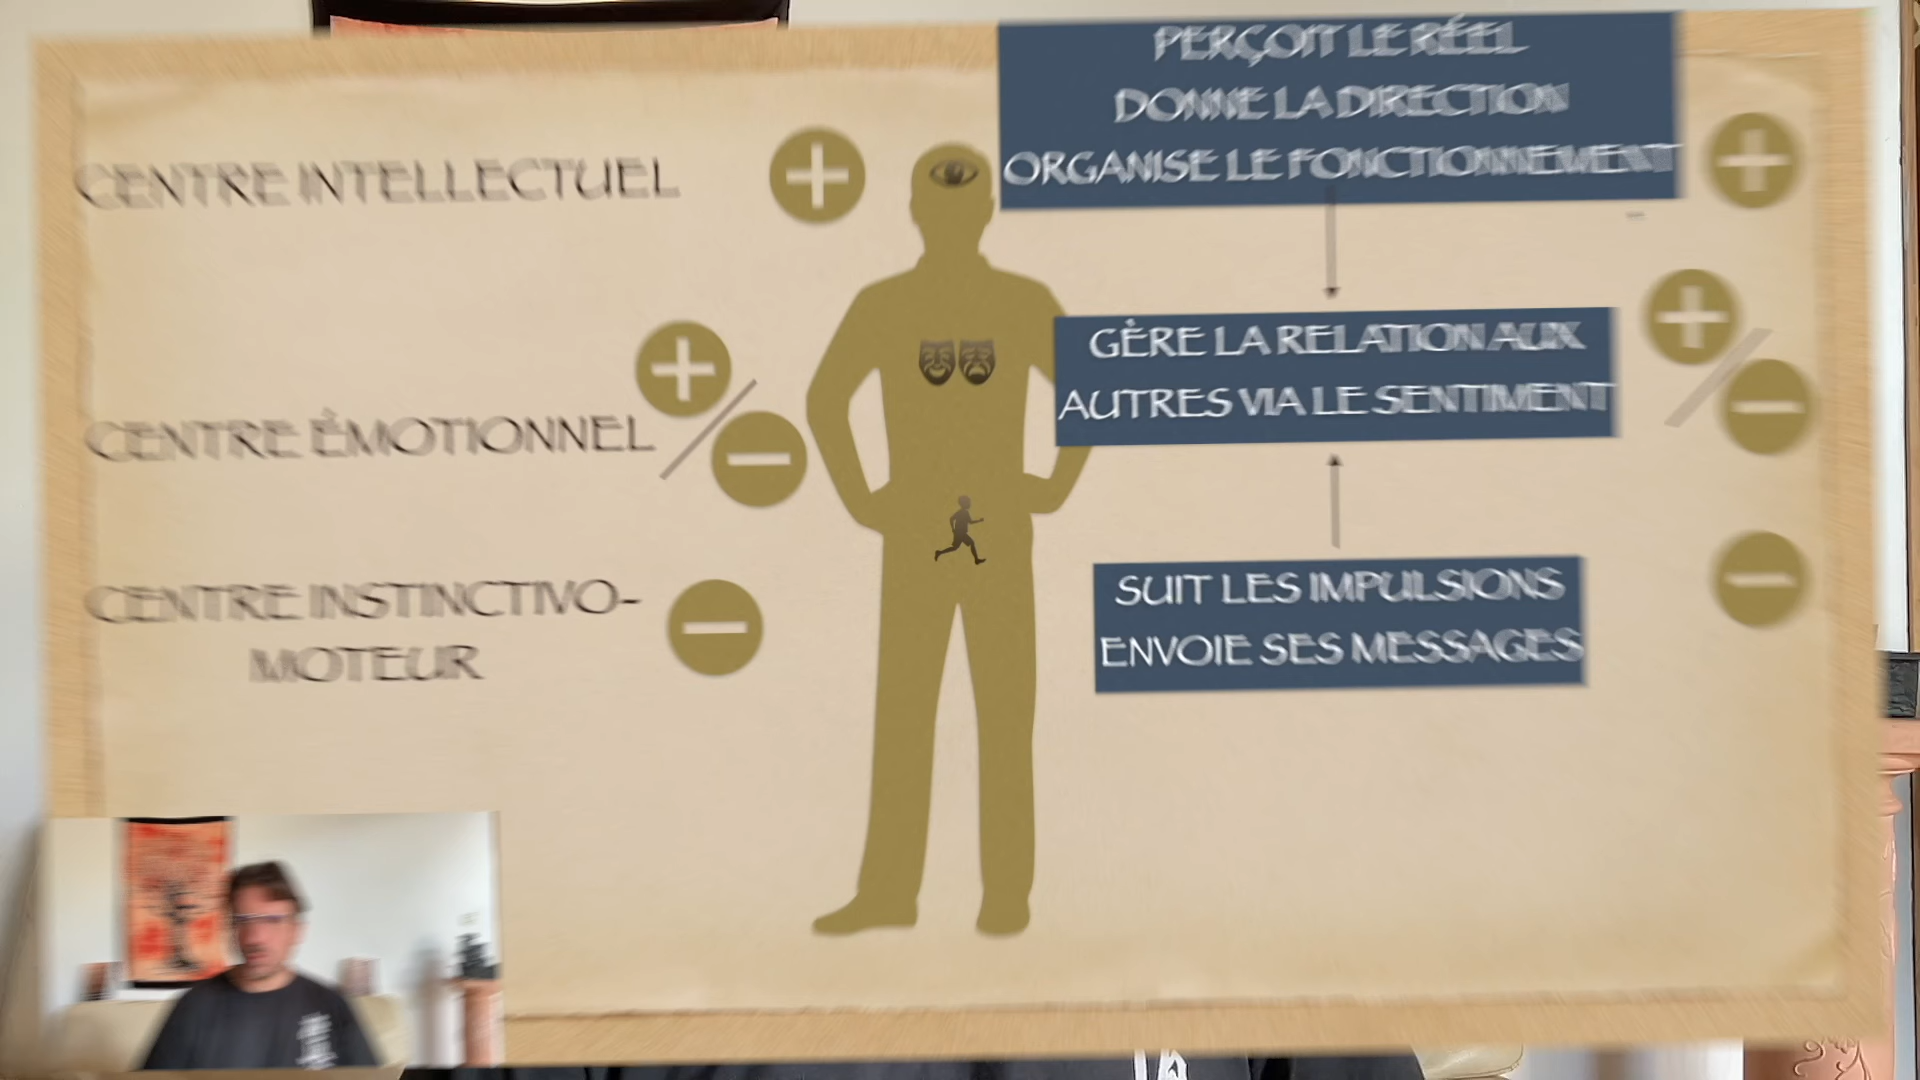 PERÇOIT LE RÉEL
DONNE LA DIRECTION
ORGANISE LE FONCTIONNEMENT
CENTRE INTELLECTUEL
GÈRE LA RELATION AUX
AUTRES VIA LE SENTIMENT
CENTRE ÉMOTIONNEL
CENTRE INSTINCTIVO-
MOTEUR
SUIT LES IMPULSIONS
ENVOIE SES MESSAGES